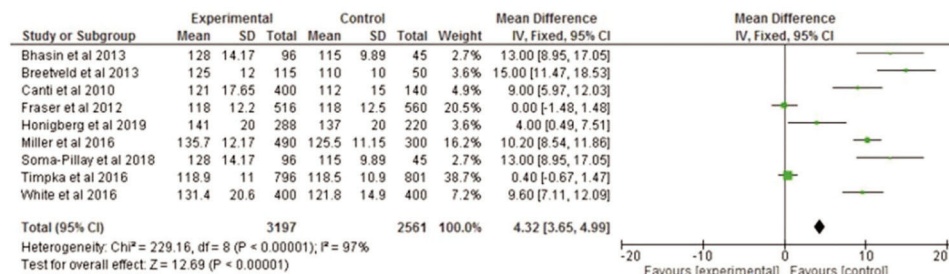 Experimental Control Mean Difference Mean Difference
Study or Subgroup Mean SD Total Mean SD Total Weight IV, Fixed, 95% CI IV, Fixed, 95% CI
Bhasin et al 2013 128 14.17 96 115 9.89 45 2.7% 13.00 [8.95, 17.05]
Breetveld et al 2013 125 12 115 110 10 50 3.6% 15.00 [11.47, 18.53]
Canti et al 2010 121 17.65 400 112 15 140 4.9% 9.00 [5.97, 12.03]
Fraser et al 2012 118 12.2 516 118 12.5 560 20.5% 0.00 [-1.48, 1.48]
Honigberg et al 2019 141 20 288 137 20 220 3.6% 4.00 [0.49, 7.51]
Miller et al 2016 135.7 12.17 490 125.5 11.15 300 16.2% 10.20 [8.54, 11.86]
Soma-Pillay et al 2018 128 14.17 96 115 9.89 45 2.7% 13.00 [8.95, 17.05]
Timpka et al 2016 118.9 11 796 118.5 10.9 801 38.6% 0.40 [-0.67, 1.47]
White et al 2016 131.4 20.6 400 121.8 14.9 400 7.2% 9.60 [7.11, 12.09]
Total (95% CI) 3197 2561 100.0% 4.32 [3.65, 4.99]
Heterogeneity: Chi² = 229.16, df = 8 (P < 0.00001); I² = 97%
Test for overall effect: Z = 12.69 (P < 0.00001)
-20 -10 0 10 20
Favours [experimental] Favours [control]